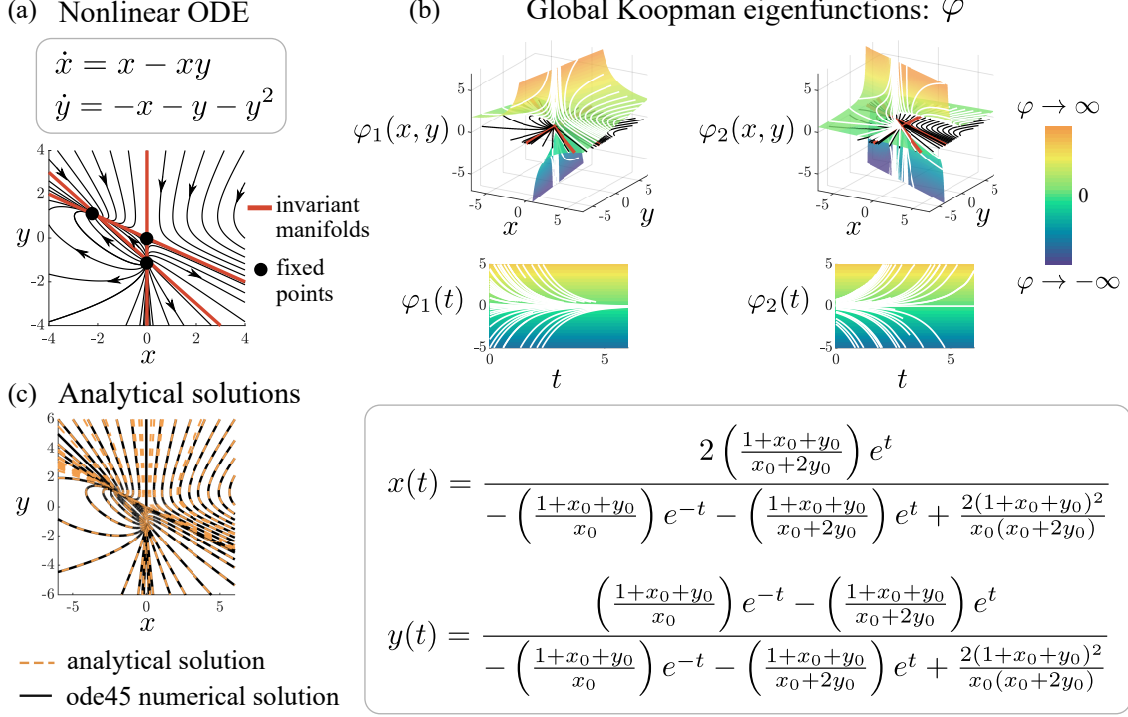 (a) Nonlinear ODE
ẋ = x − xy
ẏ = −x − y − y²
4
2
y 0
-2
-4
-4 -2 0 2 4
x
invariant
manifolds
fixed
points
(b) Global Koopman eigenfunctions: φ
φ₁(x, y)
5
0
-5
-5 0 5
x
-5 0 5
y
φ₂(x, y)
5
0
-5
-5 0 5
x
-5 0 5
y
φ → ∞
0
φ → −∞
φ₁(t)
5
0
-5
0 5
t
φ₂(t)
5
0
-5
0 5
t
(c) Analytical solutions
6
4
2
y 0
-2
-4
-6
-5 0 5
x
analytical solution
ode45 numerical solution
x(t) = 2((1+x₀+y₀)/(x₀+2y₀))eᵗ / (−((1+x₀+y₀)/x₀)e⁻ᵗ − ((1+x₀+y₀)/(x₀+2y₀))eᵗ + 2(1+x₀+y₀)²/(x₀(x₀+2y₀)))
y(t) = (((1+x₀+y₀)/x₀)e⁻ᵗ − ((1+x₀+y₀)/(x₀+2y₀))eᵗ) / (−((1+x₀+y₀)/x₀)e⁻ᵗ − ((1+x₀+y₀)/(x₀+2y₀))eᵗ + 2(1+x₀+y₀)²/(x₀(x₀+2y₀)))